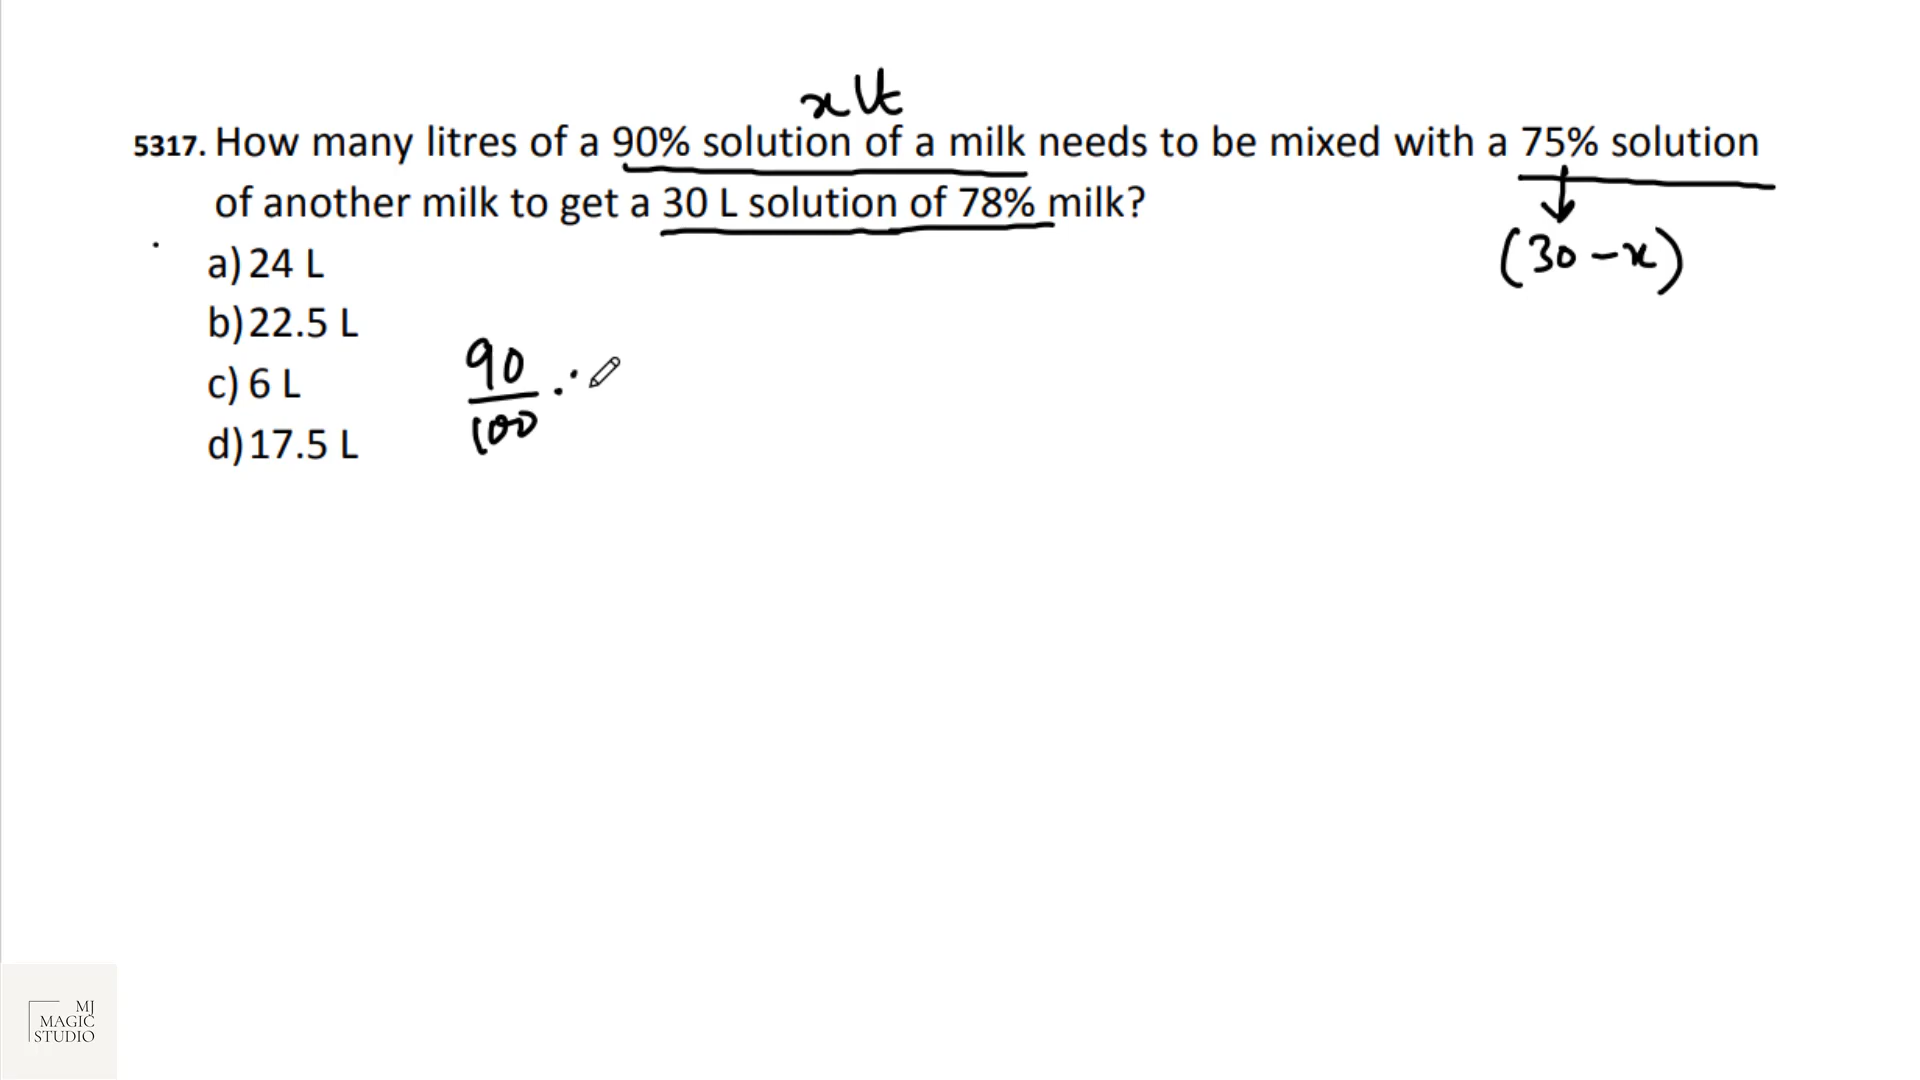 x lt
5317. How many litres of a 90% solution of a milk needs to be mixed with a 75% solution
of another milk to get a 30 L solution of 78% milk?
(30-x)
a) 24 L
b) 22.5 L
c) 6 L
d) 17.5 L
90
100
MJ
MAGIC
STUDIO